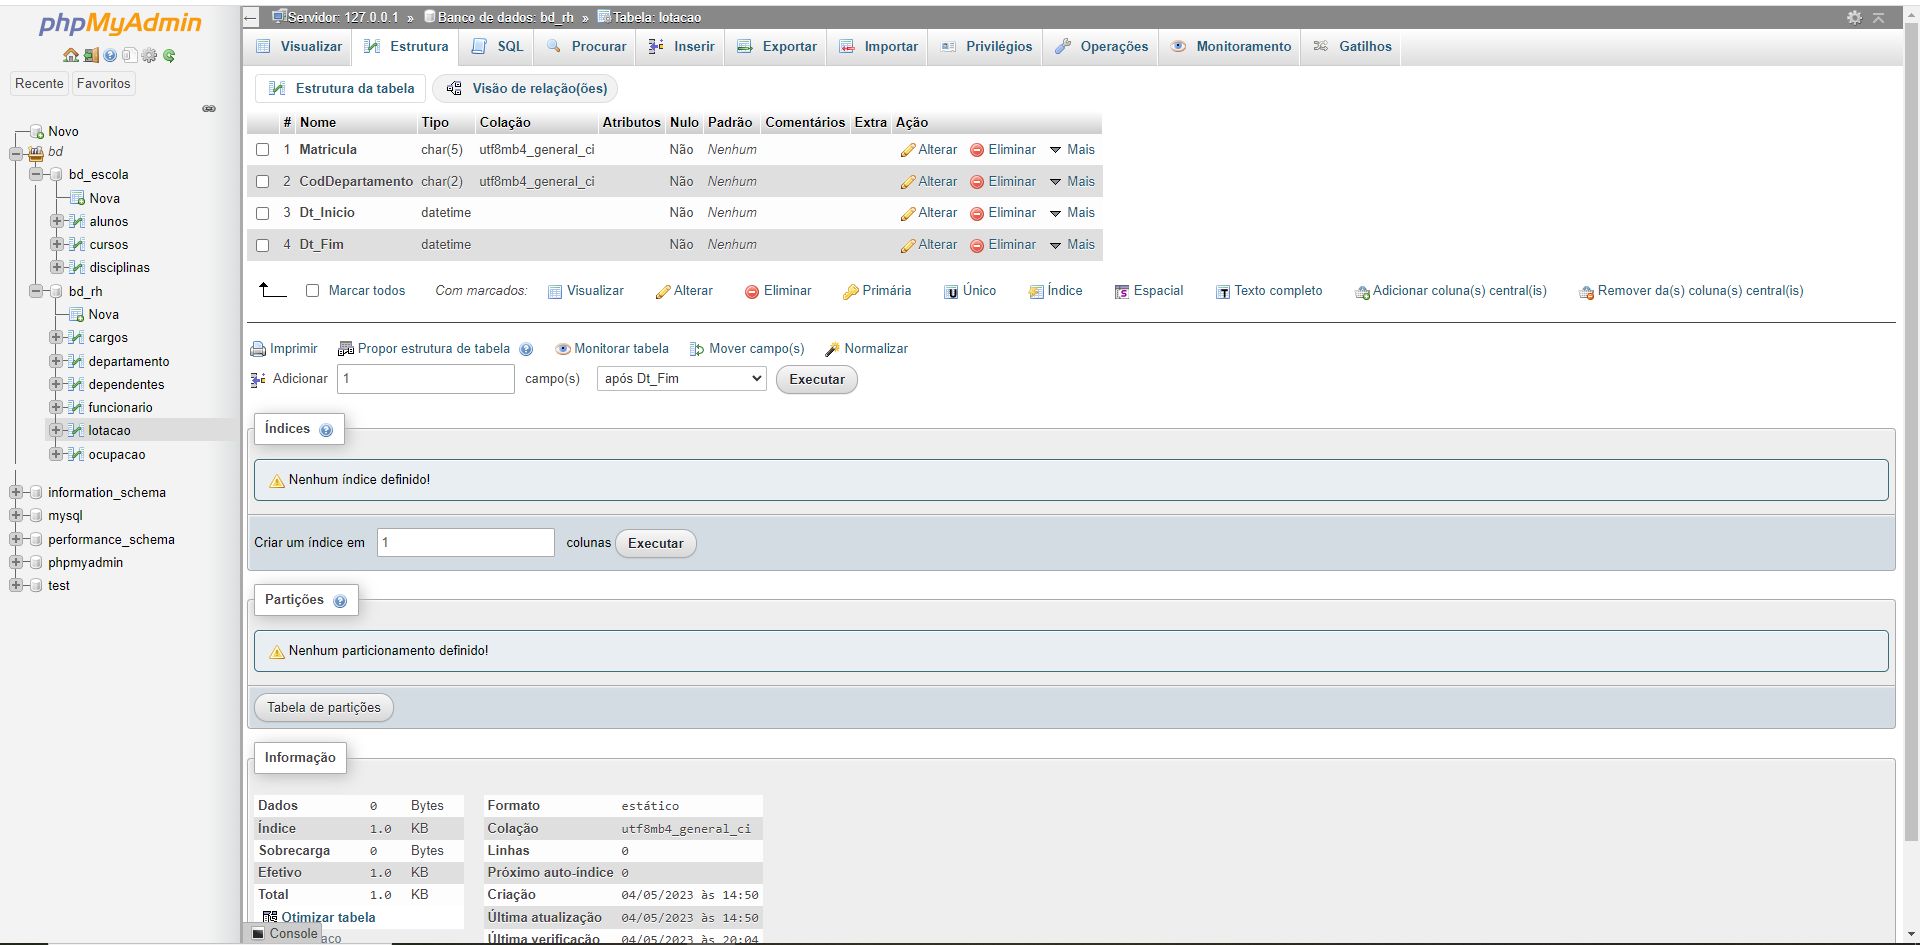 phpMyAdmin
Recente Favoritos
Novo
bd
bd_escola
Nova
alunos
cursos
disciplinas
bd_rh
Nova
cargos
departamento
dependentes
funcionario
lotacao
ocupacao
information_schema
mysql
performance_schema
phpmyadmin
test
Servidor: 127.0.0.1 » Banco de dados: bd_rh » Tabela: lotacao
Visualizar Estrutura SQL Procurar Inserir Exportar Importar Privilégios Operações Monitoramento Gatilhos
Estrutura da tabela Visão de relação(ões)
# Nome Tipo Colação Atributos Nulo Padrão Comentários Extra Ação
1 Matricula char(5) utf8mb4_general_ci Não Nenhum Alterar Eliminar Mais
2 CodDepartamento char(2) utf8mb4_general_ci Não Nenhum Alterar Eliminar Mais
3 Dt_Inicio datetime Não Nenhum Alterar Eliminar Mais
4 Dt_Fim datetime Não Nenhum Alterar Eliminar Mais
Marcar todos Com marcados: Visualizar Alterar Eliminar Primária Único Índice Espacial Texto completo Adicionar coluna(s) central(is) Remover da(s) coluna(s) central(is)
Imprimir Propor estrutura de tabela Monitorar tabela Mover campo(s) Normalizar
Adicionar 1 campo(s) após Dt_Fim Executar
Índices
Nenhum índice definido!
Criar um índice em 1 colunas Executar
Partições
Nenhum particionamento definido!
Tabela de partições
Informação
Dados 0 Bytes
Índice 1.0 KB
Sobrecarga 0 Bytes
Efetivo 1.0 KB
Total 1.0 KB
Otimizar tabela
Formato estático
Colação utf8mb4_general_ci
Linhas 0
Próximo auto-índice 0
Criação 04/05/2023 às 14:50
Última atualização 04/05/2023 às 14:50
Última verificação 04/05/2023 às 20:04
Console